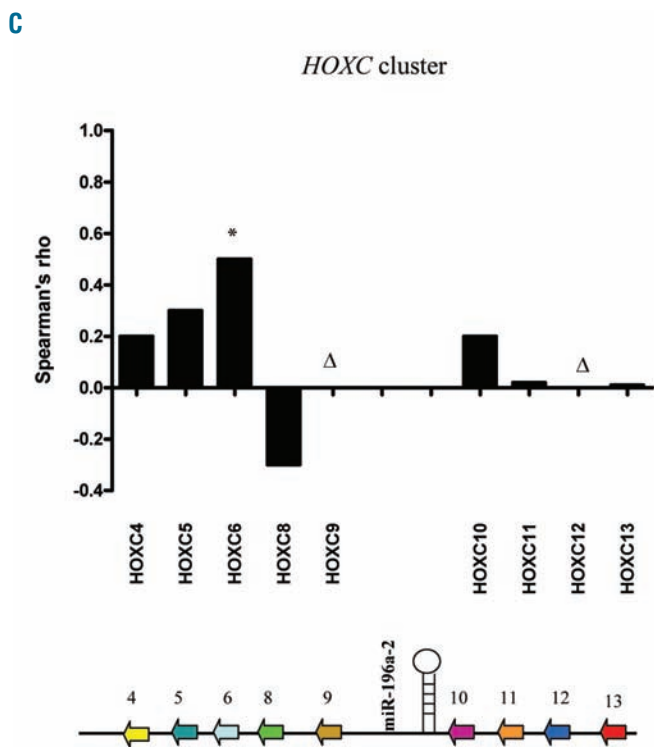 C
HOXC cluster
Spearman's rho
1.0
0.8
0.6
0.4
0.2
0.0
-0.2
-0.4
*
Δ
Δ
HOXC4 HOXC5 HOXC6 HOXC8 HOXC9 HOXC10 HOXC11 HOXC12 HOXC13
miR-196a-2
4 5 6 8 9 10 11 12 13